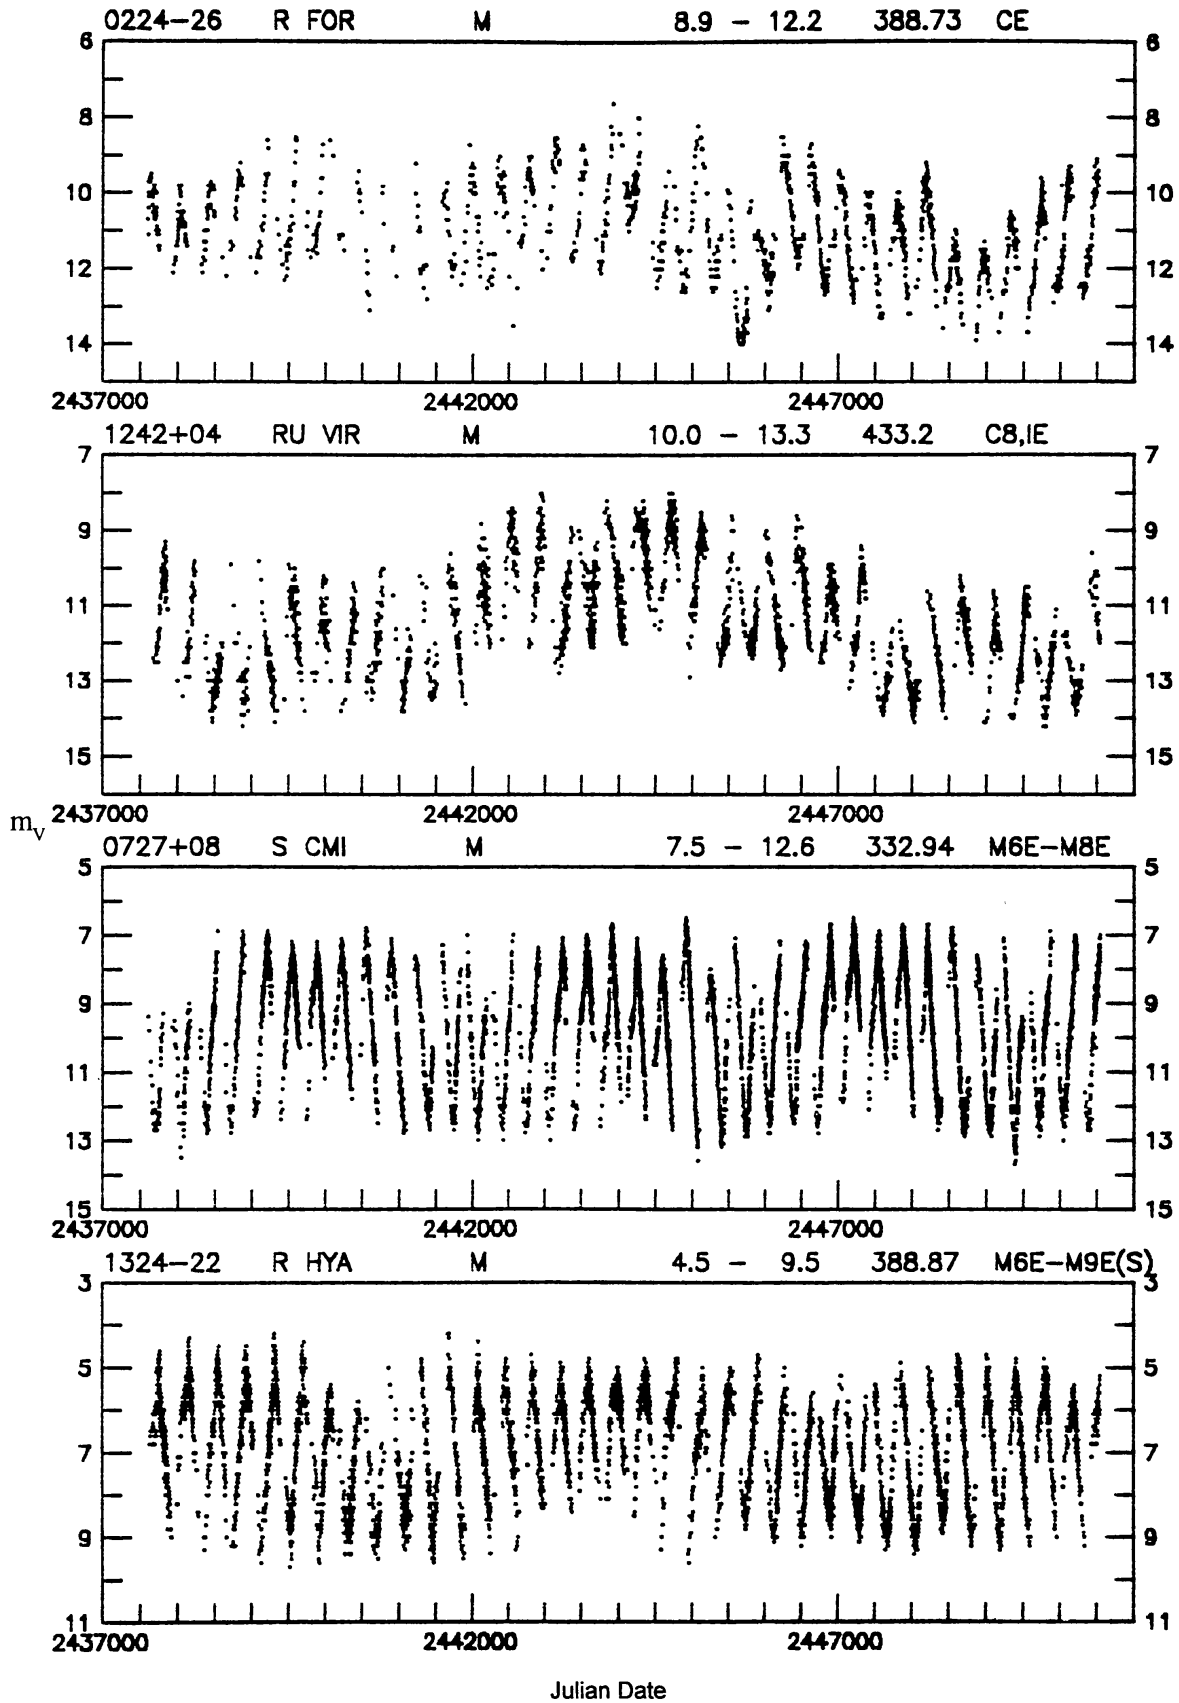 0224-26 R FOR M 8.9 - 12.2 388.73 CE
6 6
8 8
10 10
12 12
14 14
2437000 2442000 2447000
1242+04 RU VIR M 10.0 - 13.3 433.2 C8,IE
7 7
9 9
11 11
13 13
15 15
2437000 2442000 2447000
mv
0727+08 S CMI M 7.5 - 12.6 332.94 M6E-M8E
5 5
7 7
9 9
11 11
13 13
15 15
2437000 2442000 2447000
1324-22 R HYA M 4.5 - 9.5 388.87 M6E-M9E(S)
3 3
5 5
7 7
9 9
11 11
2437000 2442000 2447000
Julian Date